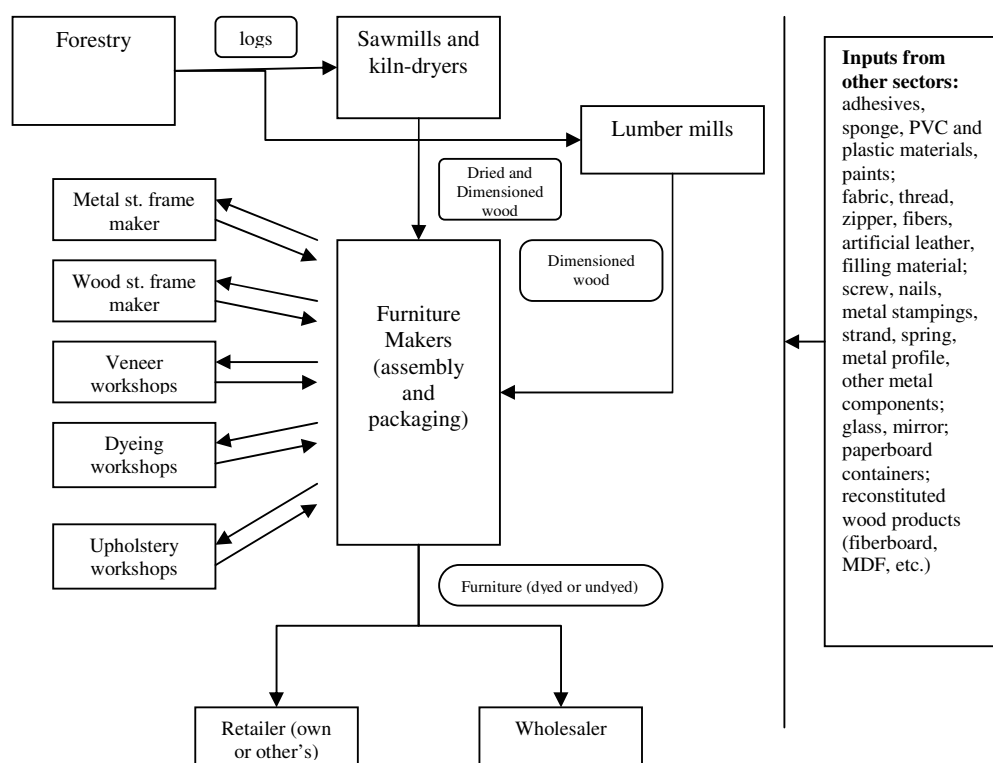 Forestry
logs
Sawmills and
kiln-dryers
Lumber mills
Dried and
Dimensioned
wood
Dimensioned
wood
Metal st. frame
maker
Wood st. frame
maker
Veneer
workshops
Dyeing
workshops
Upholstery
workshops
Furniture
Makers
(assembly
and
packaging)
Furniture (dyed or undyed)
Retailer (own
or other's)
Wholesaler
Inputs from
other sectors:
adhesives,
sponge, PVC and
plastic materials,
paints;
fabric, thread,
zipper, fibers,
artificial leather,
filling material;
screw, nails,
metal stampings,
strand, spring,
metal profile,
other metal
components;
glass, mirror;
paperboard
containers;
reconstituted
wood products
(fiberboard,
MDF, etc.)